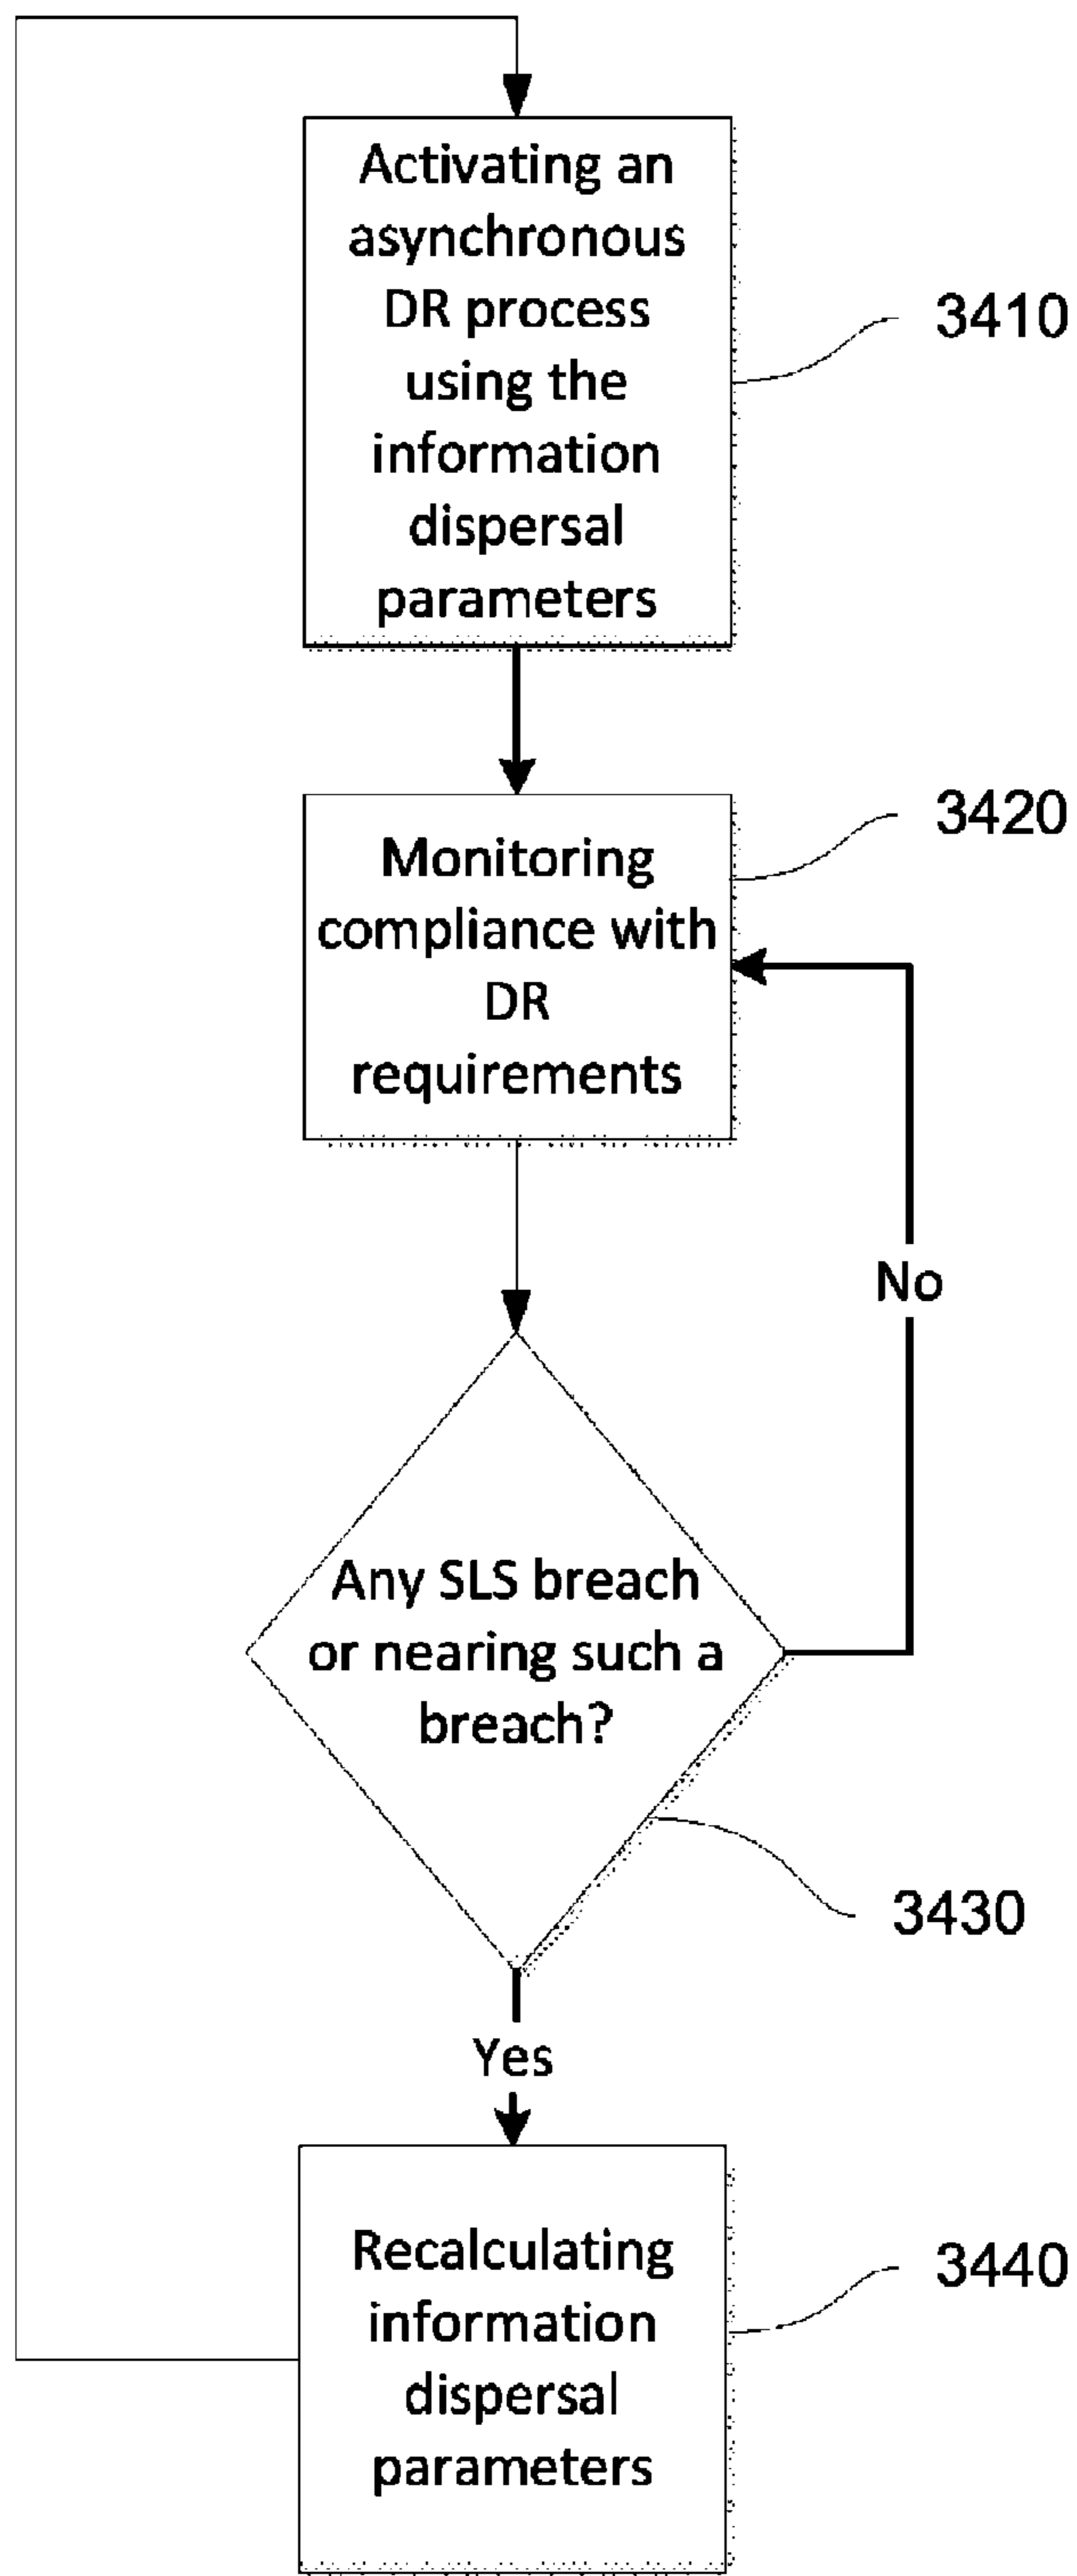 Activating an
asynchronous
DR process
using the
information
dispersal
parameters
3410
Monitoring
compliance with
DR
requirements
3420
No
Any SLS breach
or nearing such a
breach?
3430
Yes
Recalculating
information
dispersal
parameters
3440